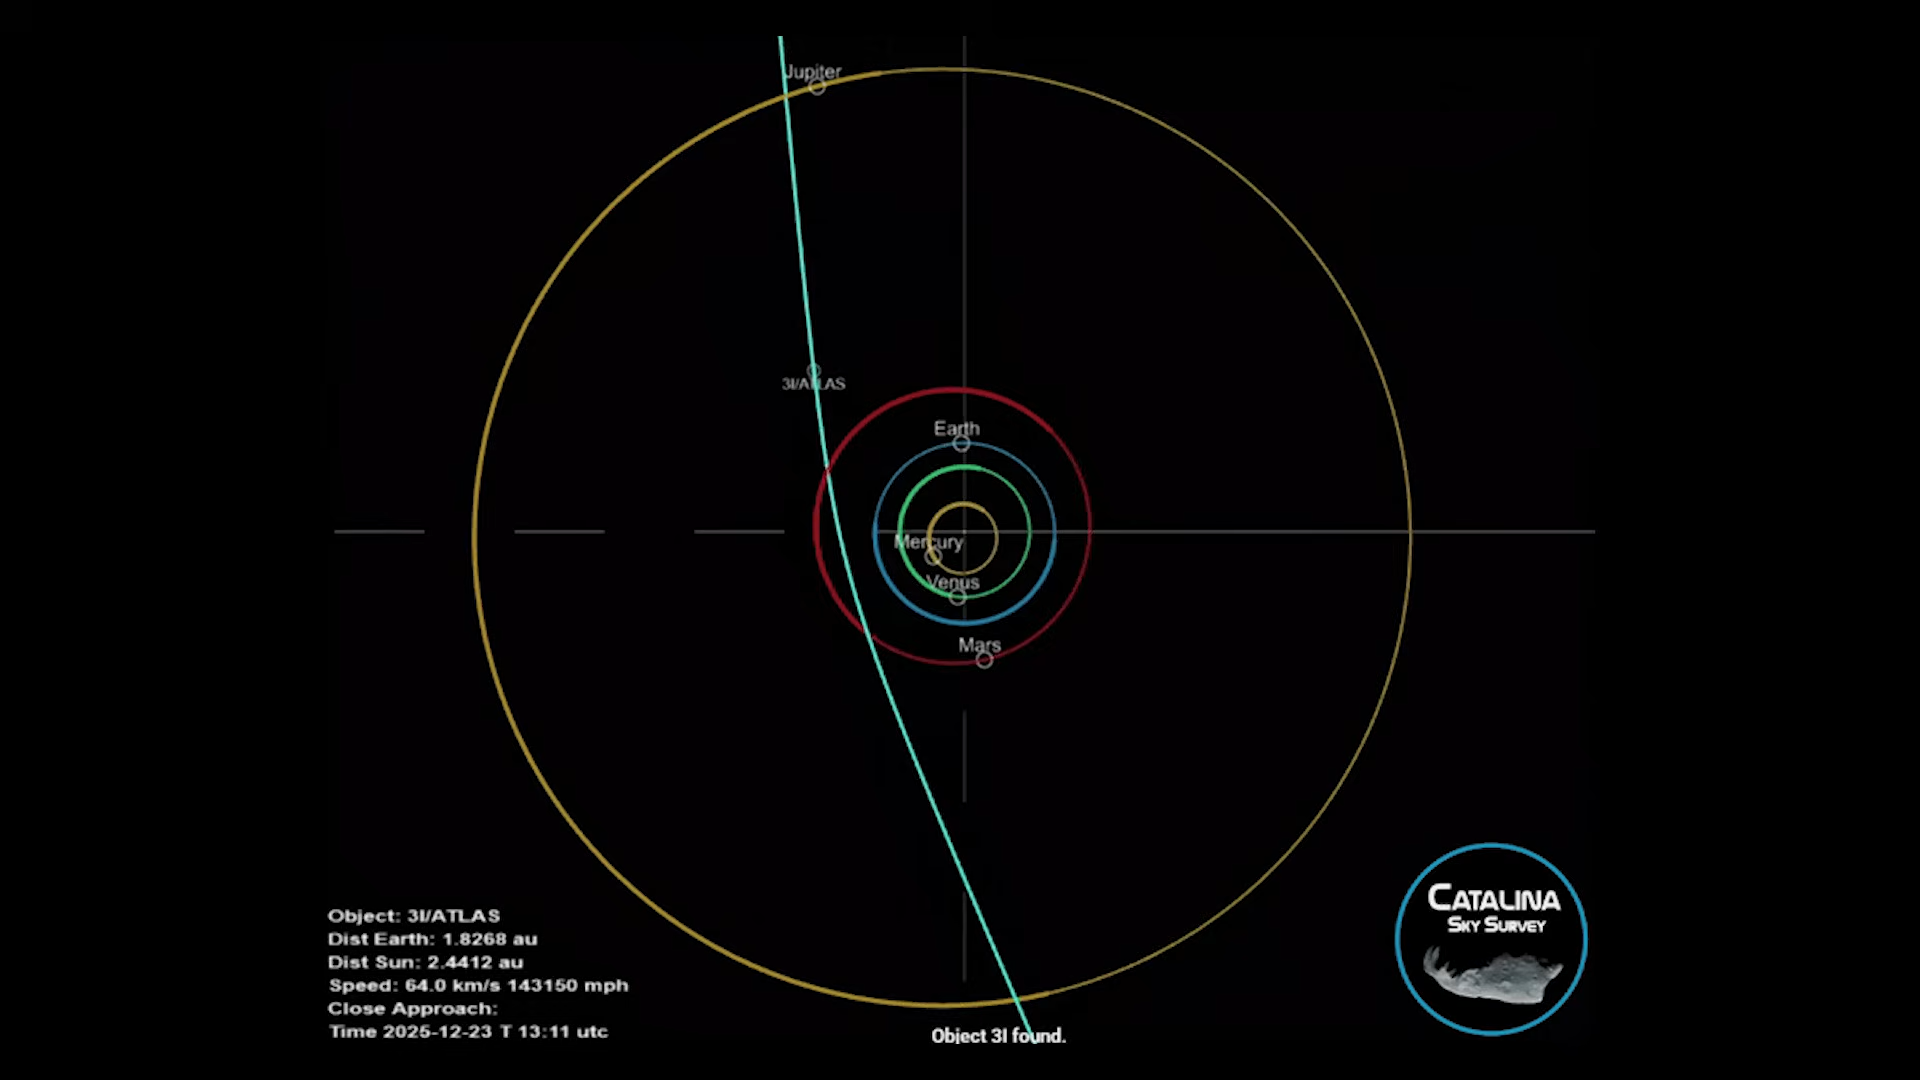 Jupiter
3I/ATLAS
Earth
Mercury
Venus
Mars
Object: 3I/ATLAS
Dist Earth: 1.8268 au
Dist Sun: 2.4412 au
Speed: 64.0 km/s 143150 mph
Close Approach:
Time 2025-12-23 T 13:11 utc
Object 3I found.
CATALINA
SKY SURVEY